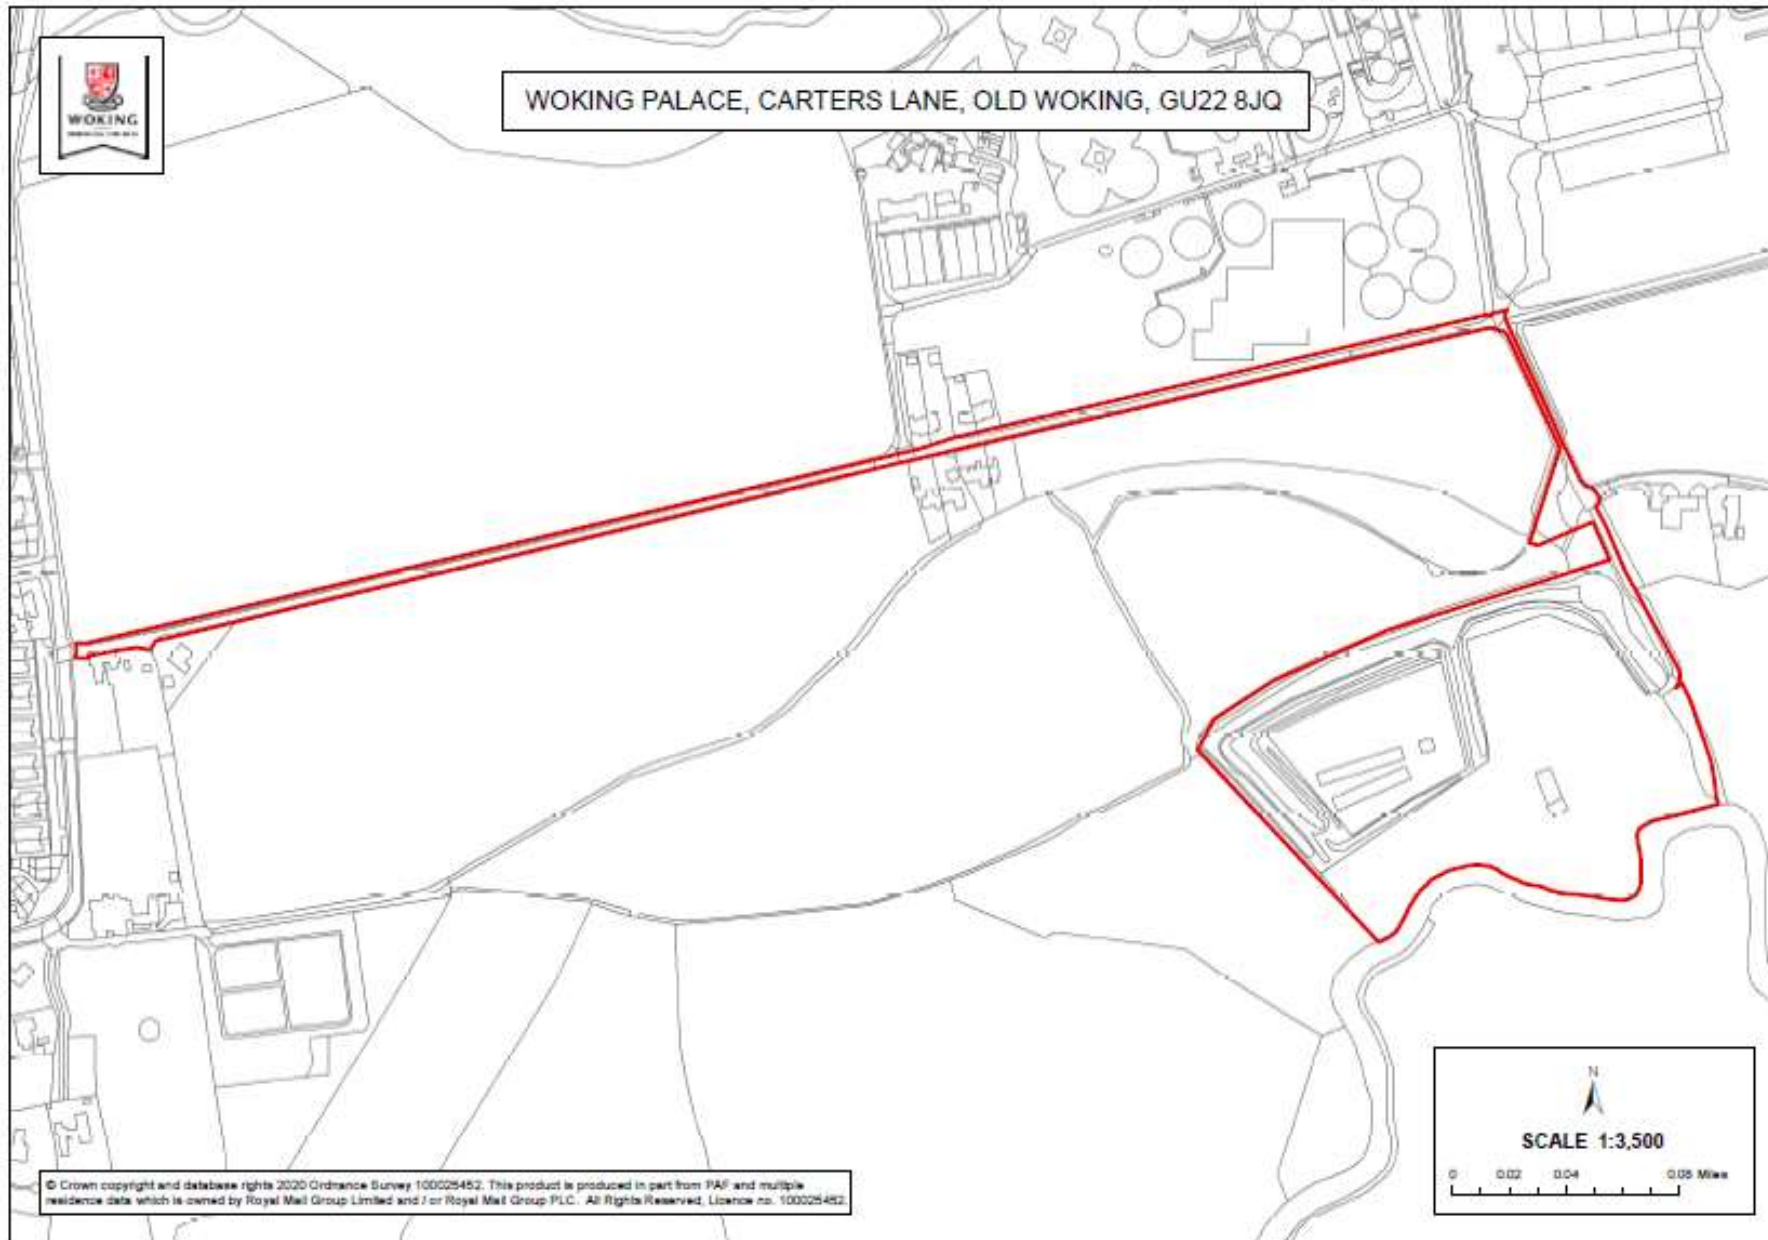 WOKING
WOKING PALACE, CARTERS LANE, OLD WOKING, GU22 8JQ
N
SCALE 1:3,500
0 0.02 0.04 0.08 Miles
© Crown copyright and database rights 2020 Ordnance Survey 100025452. This product is produced in part from PAF and multiple
residence data which is owned by Royal Mail Group Limited and / or Royal Mail Group PLC. All Rights Reserved, Licence no. 100025452.